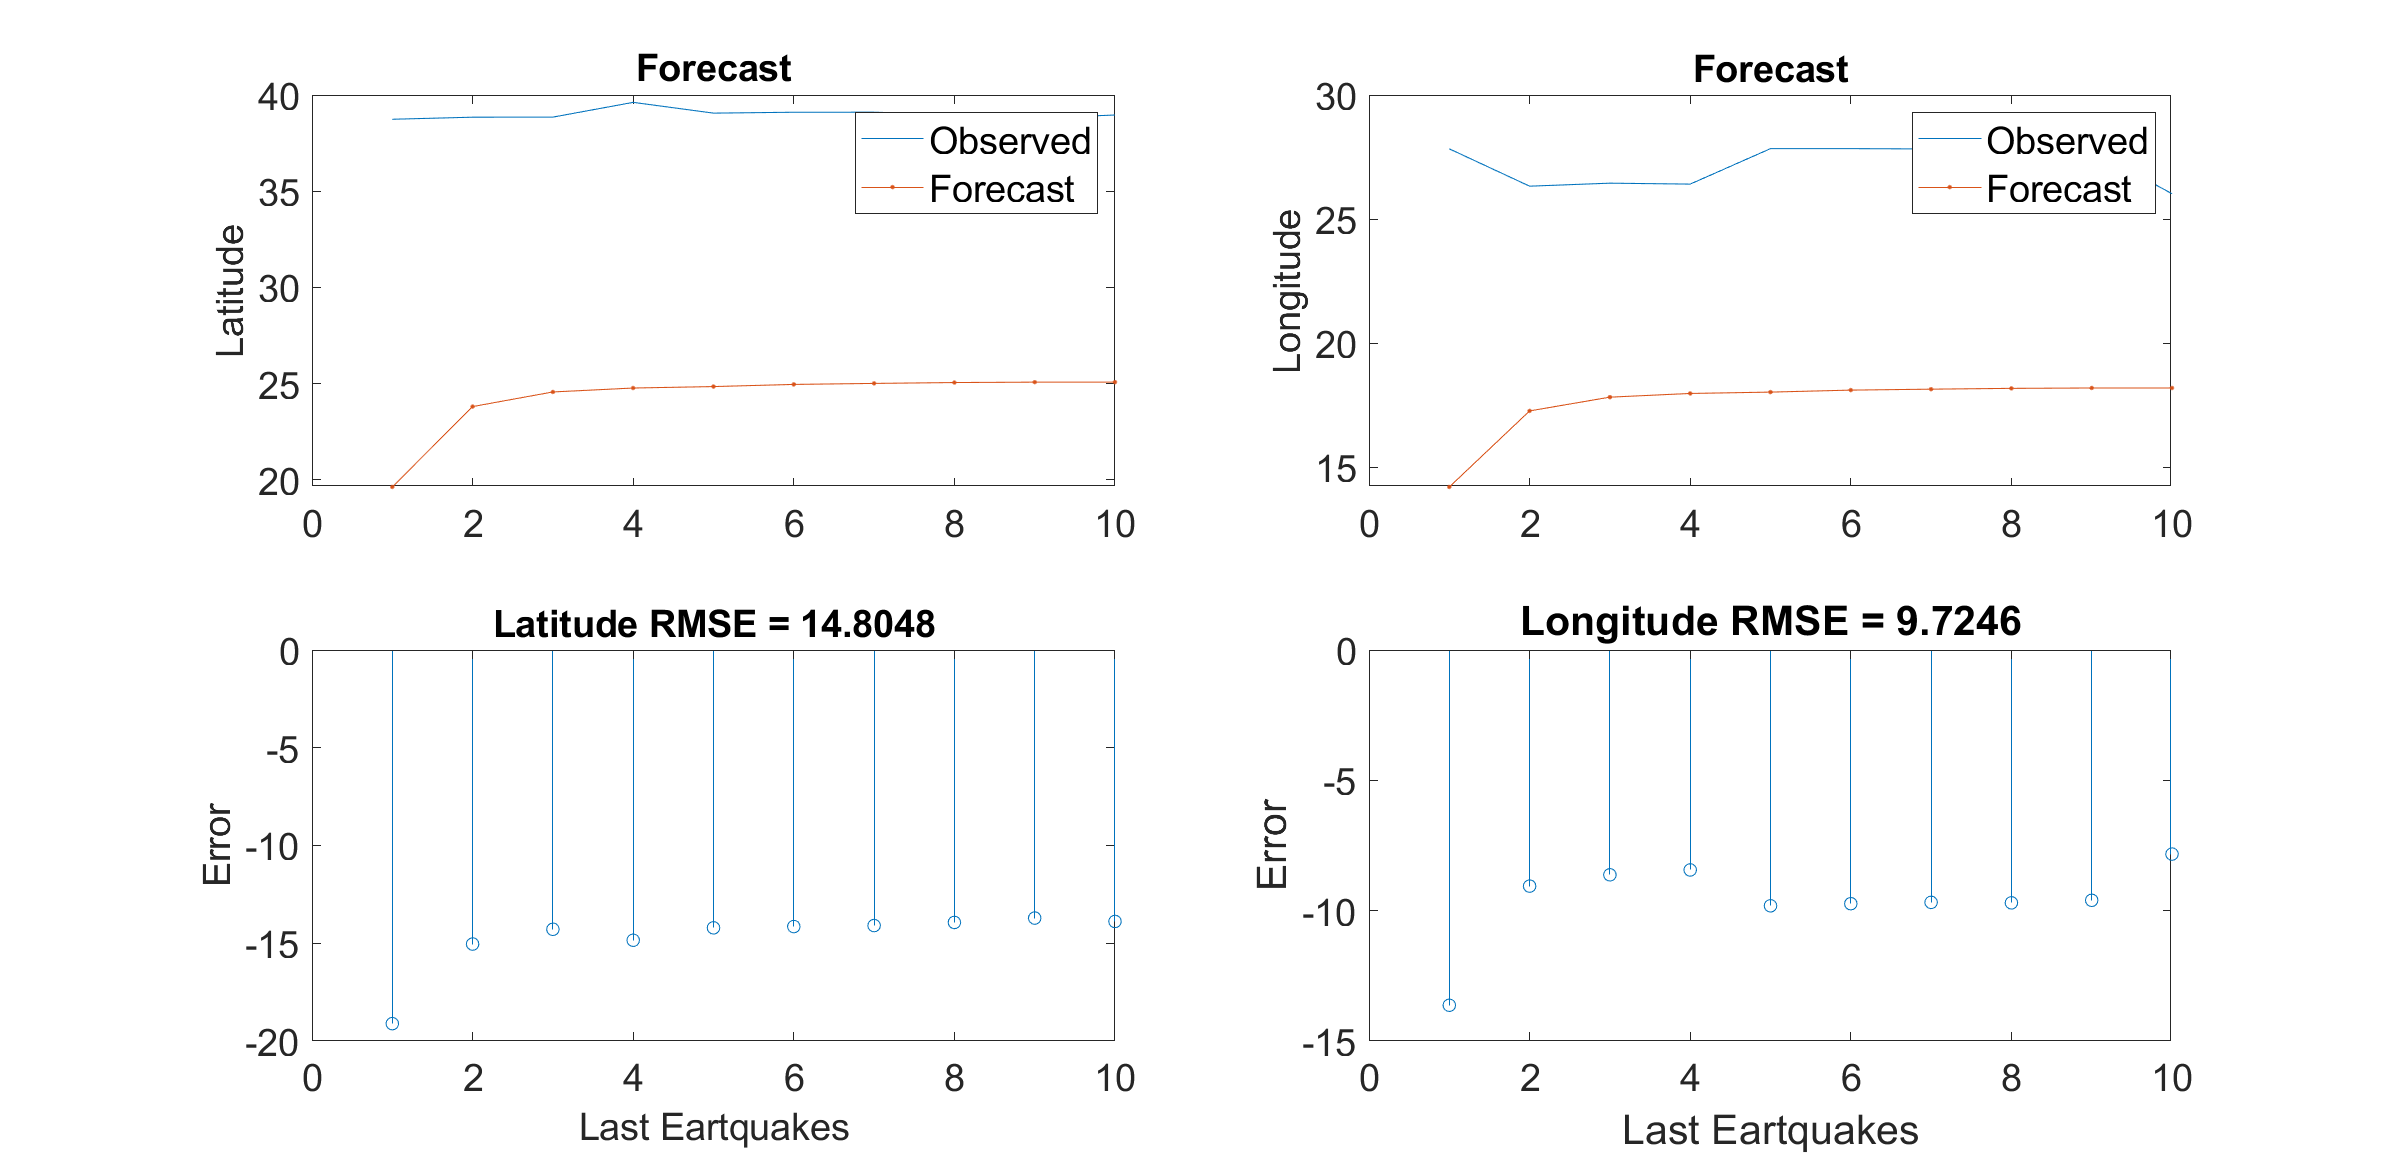 Forecast
Latitude
40
35
30
25
20
0 2 4 6 8 10
Observed
Forecast
Forecast
Longitude
30
25
20
15
0 2 4 6 8 10
Observed
Forecast
Latitude RMSE = 14.8048
Error
0
-5
-10
-15
-20
0 2 4 6 8 10
Last Eartquakes
Longitude RMSE = 9.7246
Error
0
-5
-10
-15
0 2 4 6 8 10
Last Eartquakes